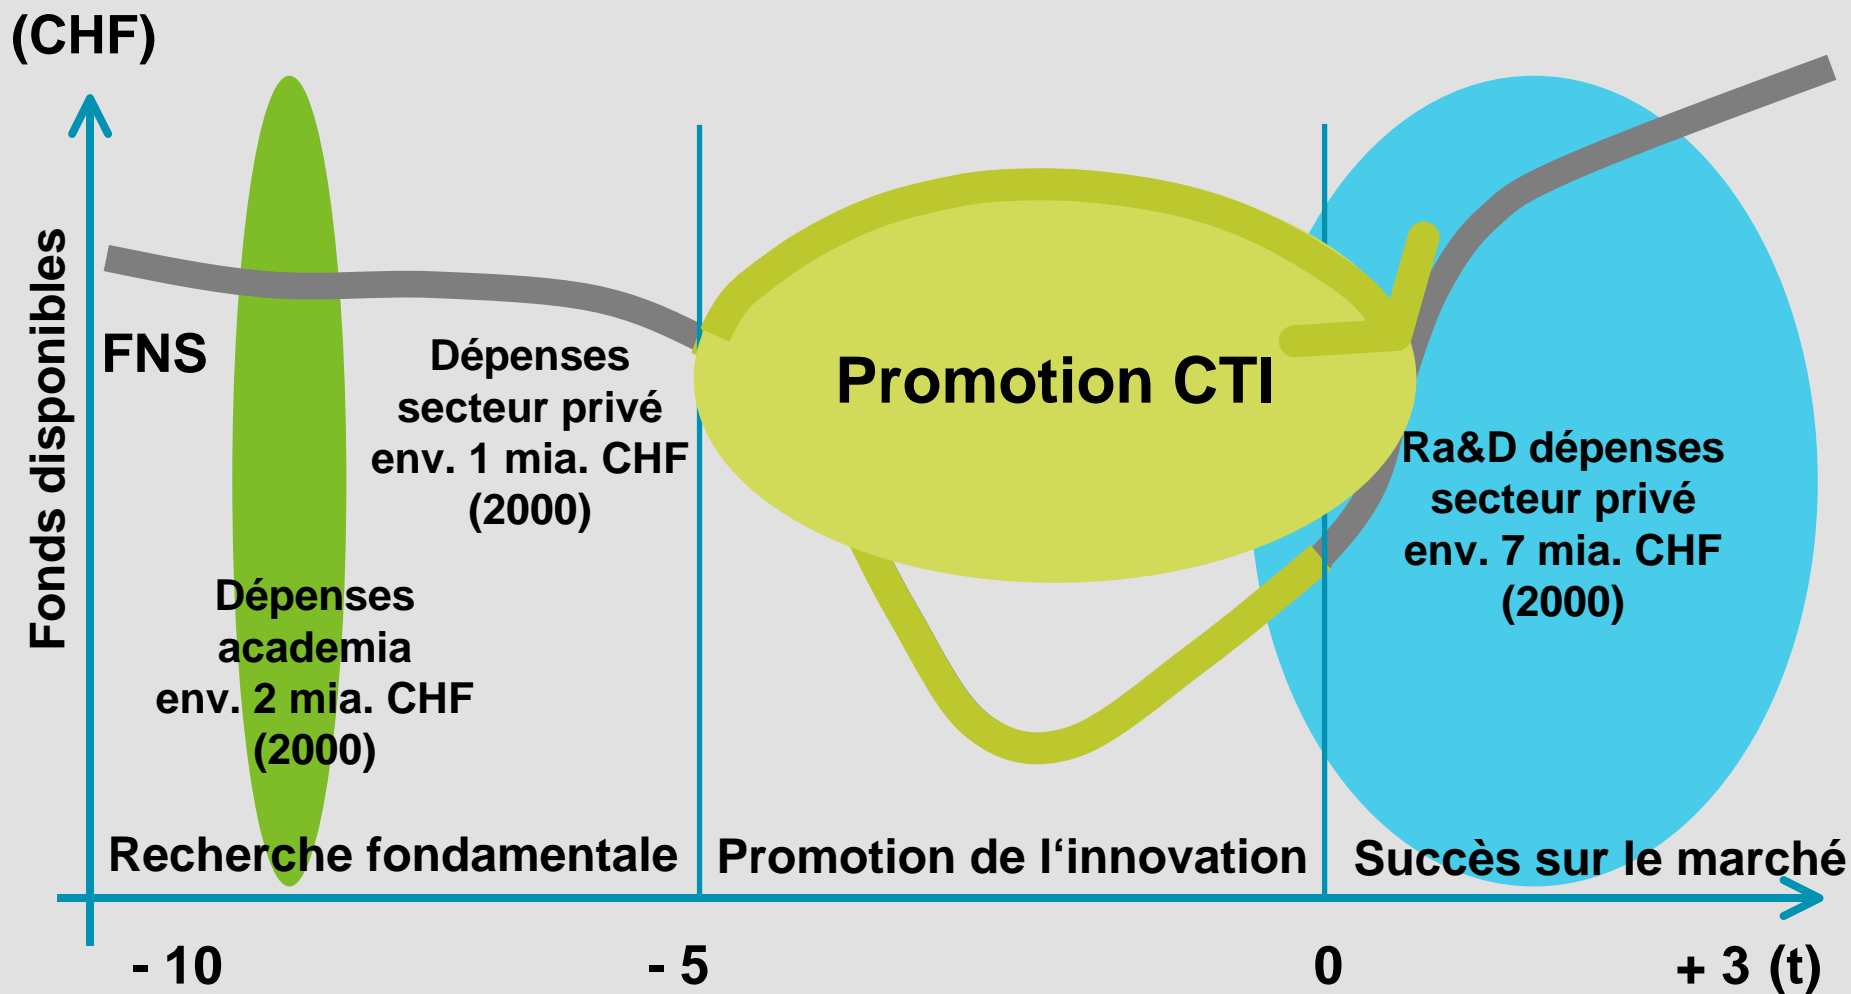 (CHF)
Fonds disponibles
FNS
Dépenses
secteur privé
env. 1 mia. CHF
(2000)
Dépenses
academia
env. 2 mia. CHF
(2000)
Promotion CTI
Ra&D dépenses
secteur privé
env. 7 mia. CHF
(2000)
Recherche fondamentale
Promotion de l‘innovation
Succès sur le marché
- 10
- 5
0
+ 3 (t)